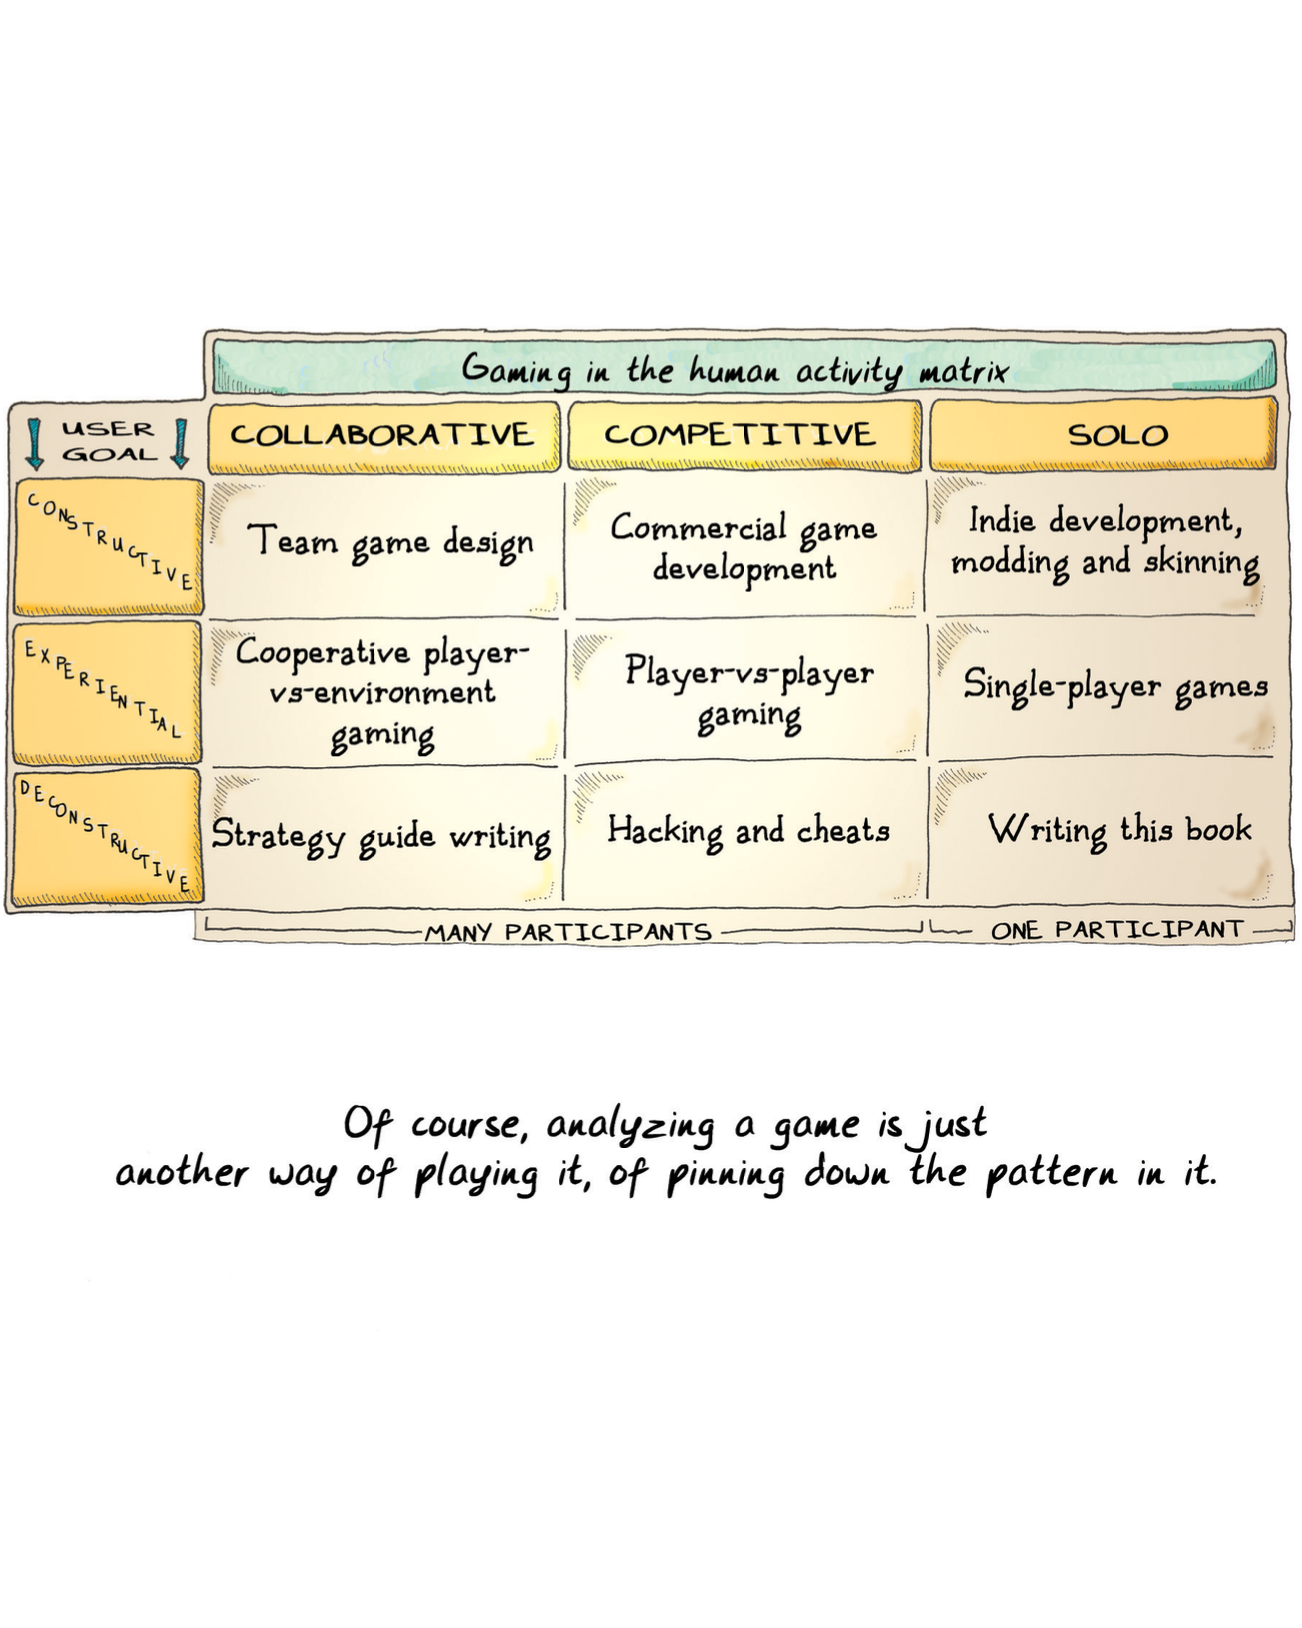 Gaming in the human activity matrix
USER
GOAL
COLLABORATIVE
COMPETITIVE
SOLO
CONSTRUCTIVE
Team game design
Commercial game
development
Indie development,
modding and skinning
EXPERIENTIAL
Cooperative player-
vs-environment
gaming
Player-vs-player
gaming
Single-player games
DECONSTRUCTIVE
Strategy guide writing
Hacking and cheats
Writing this book
MANY PARTICIPANTS
ONE PARTICIPANT
Of course, analyzing a game is just
another way of playing it, of pinning down the pattern in it.